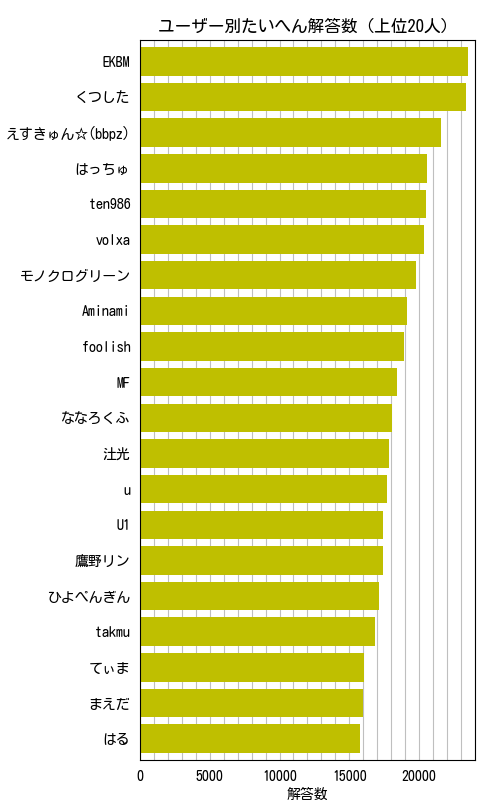 ユーザー別たいへん解答数 (上位20人)
EKBM
くつした
えすきゅん☆(bbpz)
はっちゅ
ten986
volxa
モノクログリーン
Aminami
foolish
MF
ななろくふ
汢光
u
U1
鷹野リン
ひよぺんぎん
takmu
てぃま
まえだ
はる
0 5000 10000 15000 20000
解答数